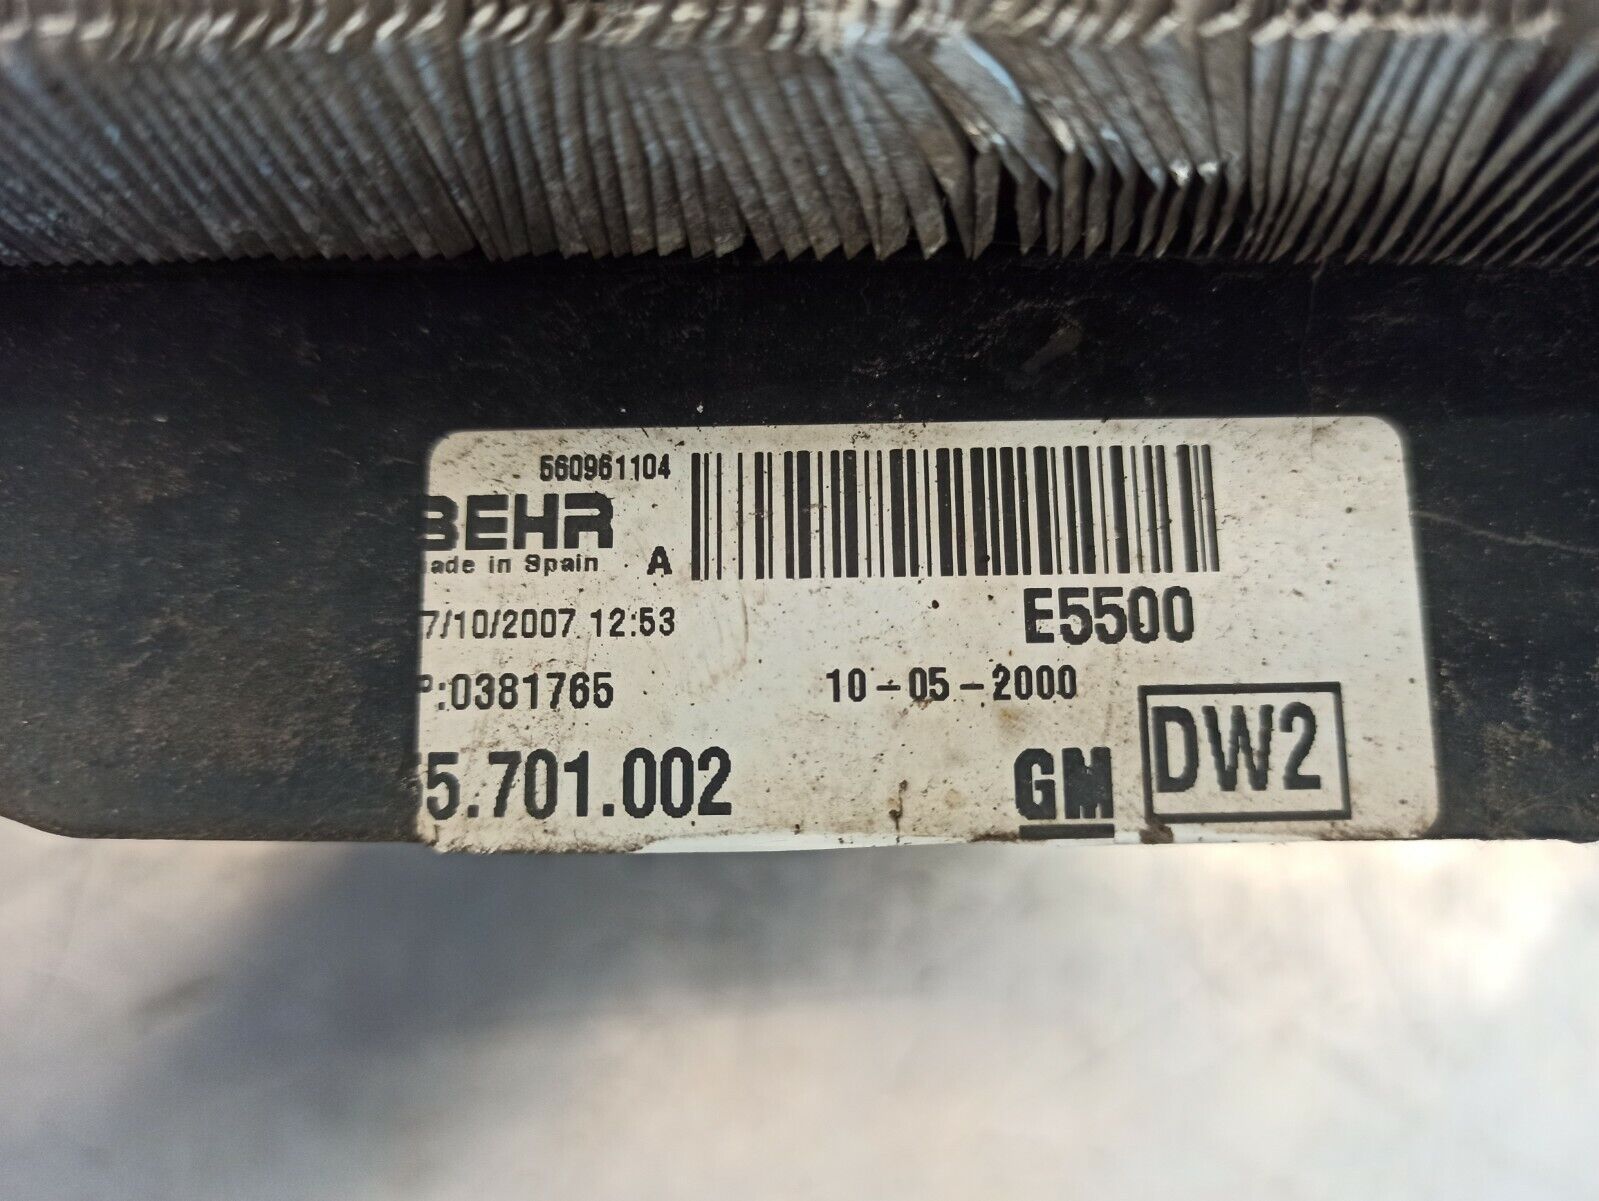 560961104
BEHR
ade in Spain A
7/10/2007 12:53 E5500
P:0381765 10-05-2000
5.701.002 GM DW2